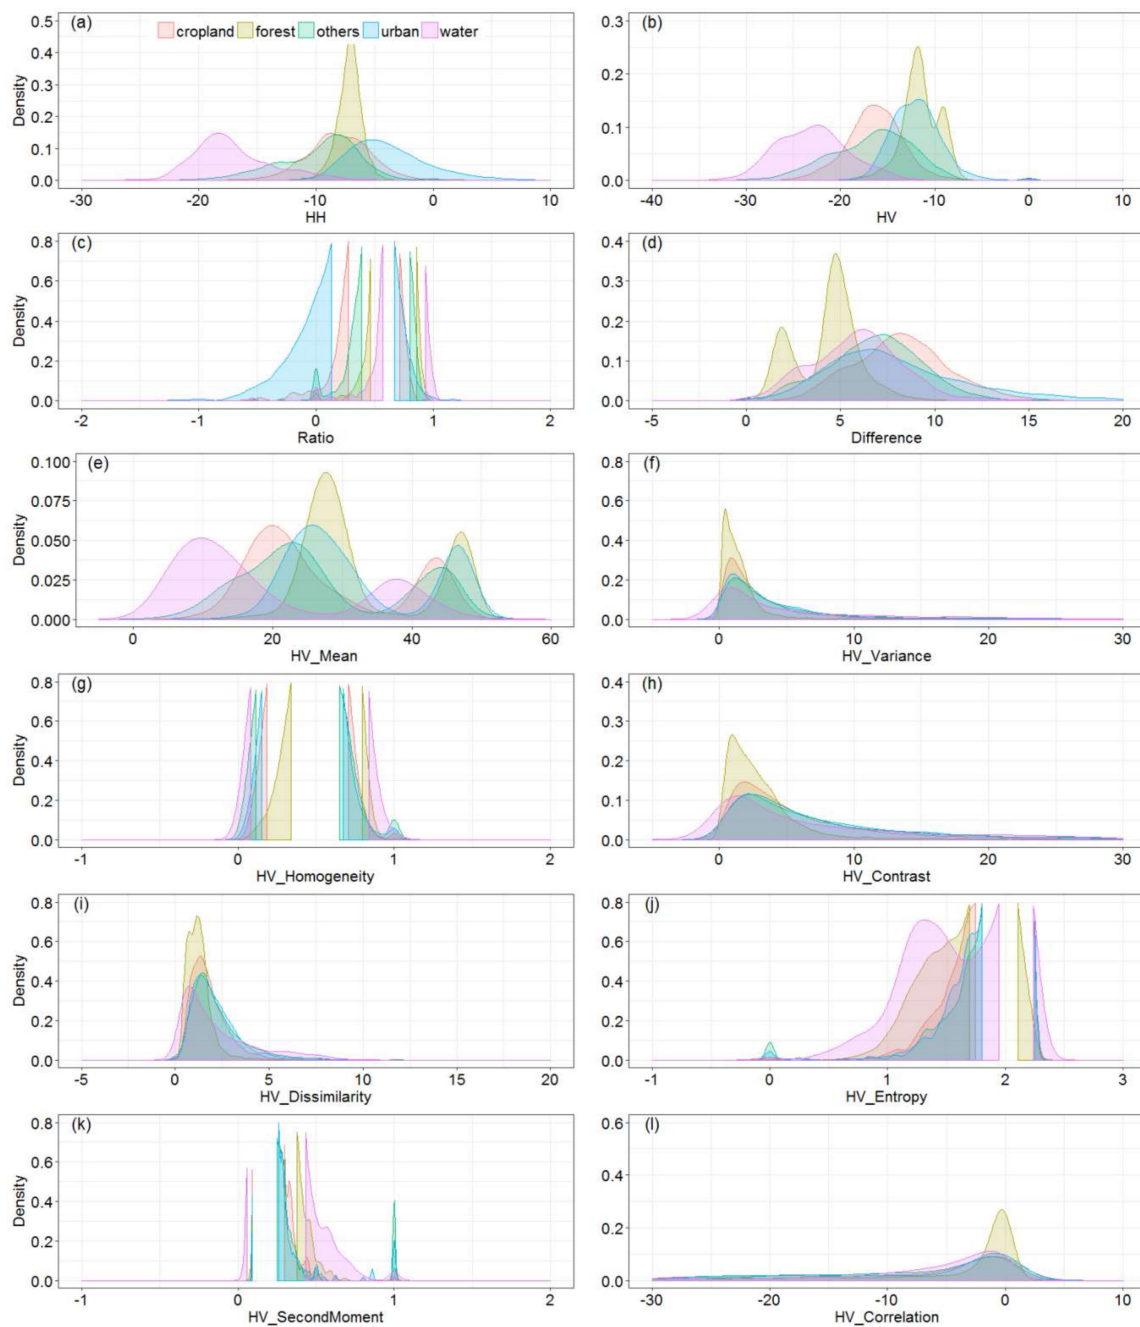 (a)
(b)
cropland forest others urban water
0.5
0.4
0.3
0.2
0.1
0.0
Density
-30 -20 -10 0 10
HH
0.3
0.2
0.1
0.0
-40 -30 -20 -10 0 10
HV
(c)
(d)
0.8
0.6
0.4
0.2
0.0
Density
-2 -1 0 1 2
Ratio
0.4
0.3
0.2
0.1
0.0
-5 0 5 10 15 20
Difference
(e)
(f)
0.100
0.075
0.050
0.025
0.000
Density
0 20 40 60
HV_Mean
0.8
0.6
0.4
0.2
0.0
0 10 20 30
HV_Variance
(g)
(h)
0.8
0.6
0.4
0.2
0.0
Density
-1 0 1 2
HV_Homogeneity
0.4
0.3
0.2
0.1
0.0
0 10 20 30
HV_Contrast
(i)
(j)
0.8
0.6
0.4
0.2
0.0
Density
-5 0 5 10 15 20
HV_Dissimilarity
0.8
0.6
0.4
0.2
0.0
-1 0 1 2 3
HV_Entropy
(k)
(l)
0.8
0.6
0.4
0.2
0.0
Density
-1 0 1 2
HV_SecondMoment
0.6
0.4
0.2
0.0
-30 -20 -10 0 10
HV_Correlation